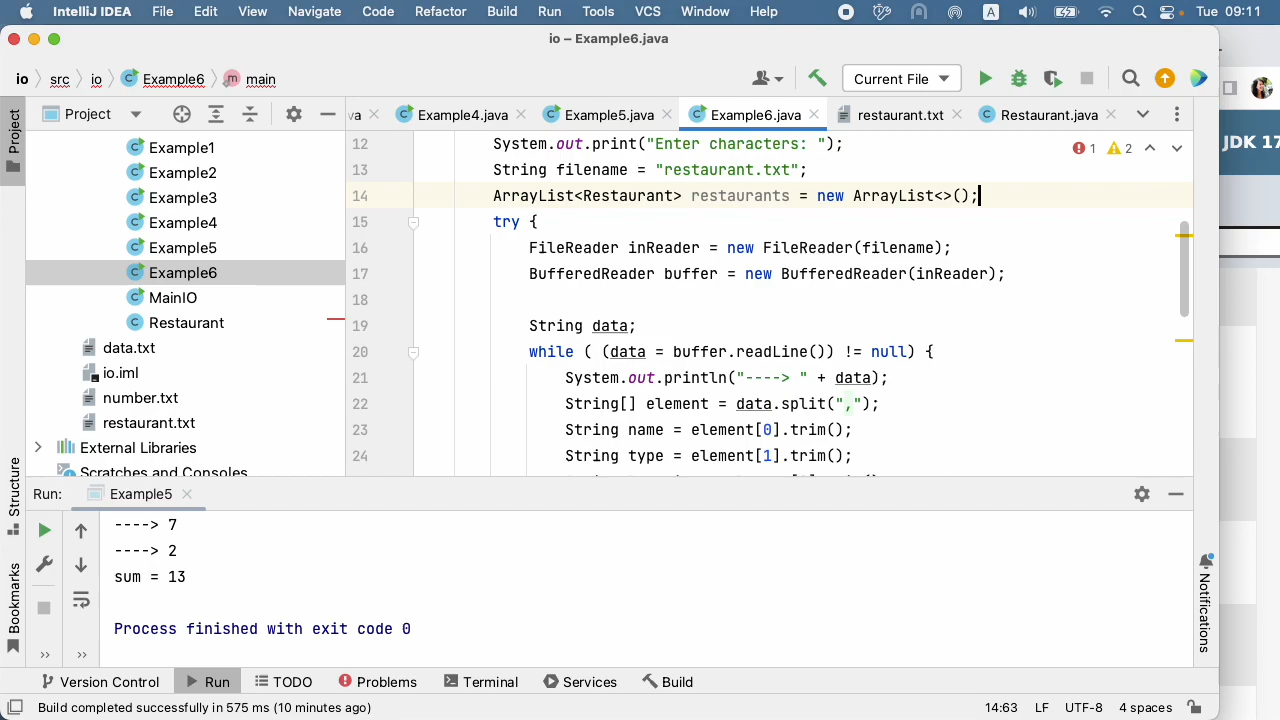 IntelliJ IDEA File Edit View Navigate Code Refactor Build Run Tools VCS Window Help A Tue 09:11
io – Example6.java
io src io Example6 main
Current File
JDK 17
Project
va Example4.java Example5.java Example6.java restaurant.txt Restaurant.java
Project
Example1
Example2
Example3
Example4
Example5
Example6
MainIO
Restaurant
data.txt
io.iml
number.txt
restaurant.txt
External Libraries
Scratches and Consoles
1 2
12 System.out.print("Enter characters: ");
13 String filename = "restaurant.txt";
14 ArrayList<Restaurant> restaurants = new ArrayList<>();
15 try {
16 FileReader inReader = new FileReader(filename);
17 BufferedReader buffer = new BufferedReader(inReader);
18
19 String data;
20 while ( (data = buffer.readLine()) != null) {
21 System.out.println("----> " + data);
22 String[] element = data.split(",");
23 String name = element[0].trim();
24 String type = element[1].trim();
Structure
Bookmarks
Notifications
Run: Example5
----> 7
----> 2
sum = 13
Process finished with exit code 0
Version Control Run TODO Problems Terminal Services Build
Build completed successfully in 575 ms (10 minutes ago) 14:63 LF UTF-8 4 spaces